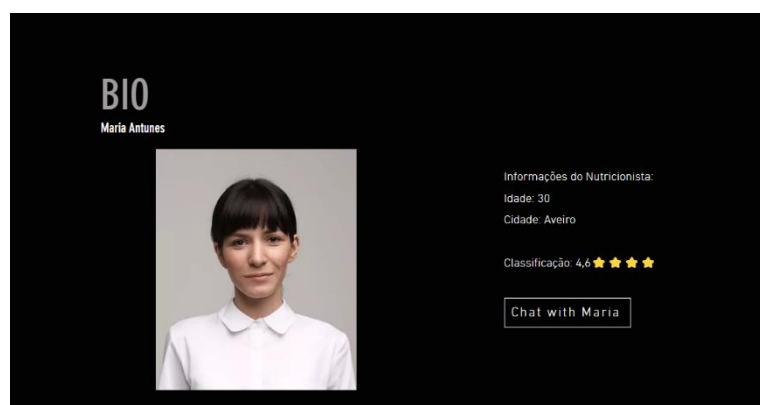 BIO
Maria Antunes
Informações do Nutricionista:
Idade: 30
Cidade: Aveiro
Classificação: 4,6
Chat with Maria